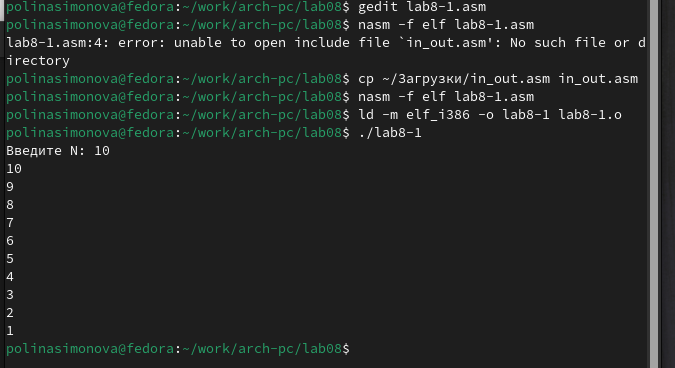 polinasimonova@fedora:~/work/arch-pc/lab08$ gedit lab8-1.asm
polinasimonova@fedora:~/work/arch-pc/lab08$ nasm -f elf lab8-1.asm
lab8-1.asm:4: error: unable to open include file `in_out.asm': No such file or d
irectory
polinasimonova@fedora:~/work/arch-pc/lab08$ cp ~/Загрузки/in_out.asm in_out.asm
polinasimonova@fedora:~/work/arch-pc/lab08$ nasm -f elf lab8-1.asm
polinasimonova@fedora:~/work/arch-pc/lab08$ ld -m elf_i386 -o lab8-1 lab8-1.o
polinasimonova@fedora:~/work/arch-pc/lab08$ ./lab8-1
Введите N: 10
10
9
8
7
6
5
4
3
2
1
polinasimonova@fedora:~/work/arch-pc/lab08$